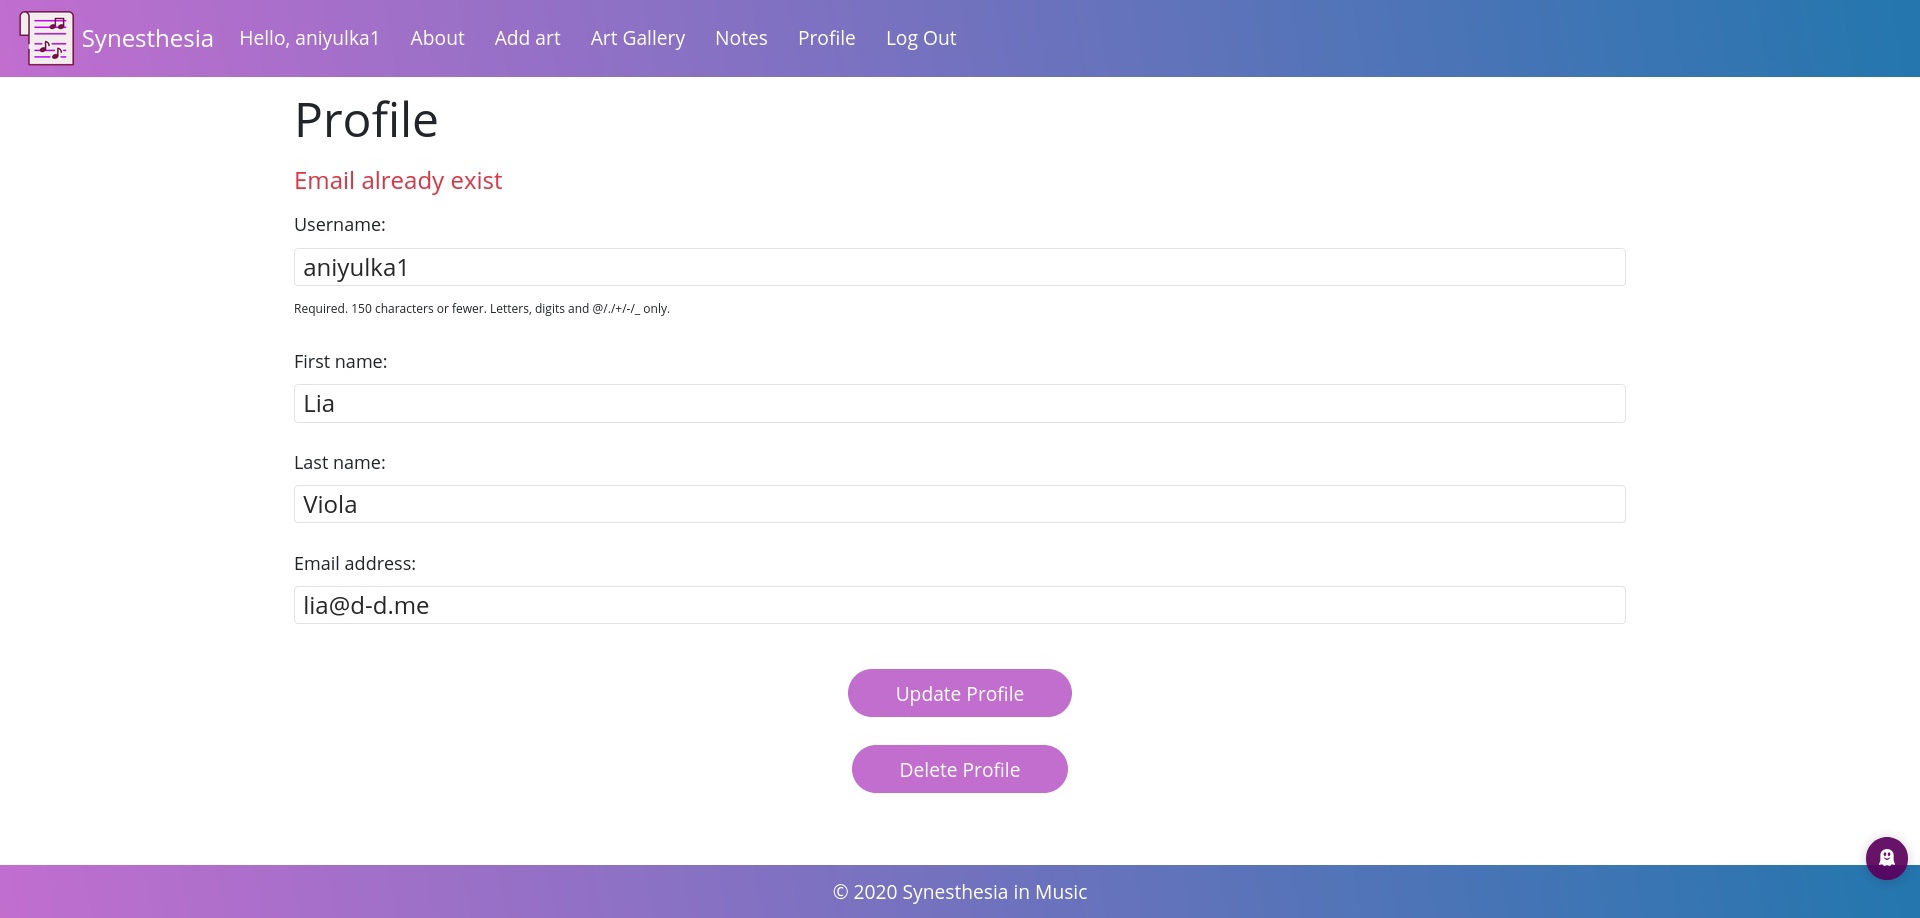 Synesthesia Hello, aniyulka1 About Add art Art Gallery Notes Profile Log Out
Profile
Email already exist
Username:
aniyulka1
Required. 150 characters or fewer. Letters, digits and @/./+/-/_ only.
First name:
Lia
Last name:
Viola
Email address:
lia@d-d.me
Update Profile
Delete Profile
© 2020 Synesthesia in Music